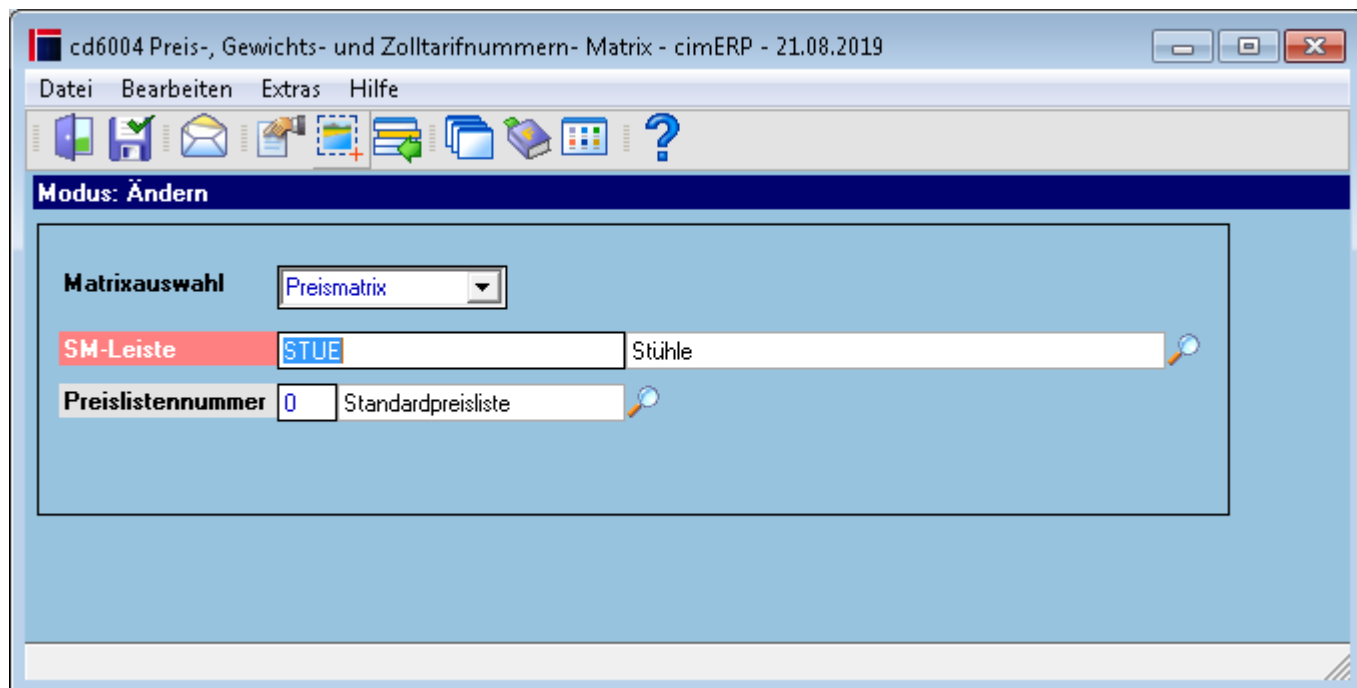 cd6004 Preis-, Gewichts- und Zolltarifnummern- Matrix - cimERP - 21.08.2019
Datei Bearbeiten Extras Hilfe
Modus: Ändern
Matrixauswahl Preismatrix
SM-Leiste STUE Stühle
Preislistennummer 0 Standardpreisliste